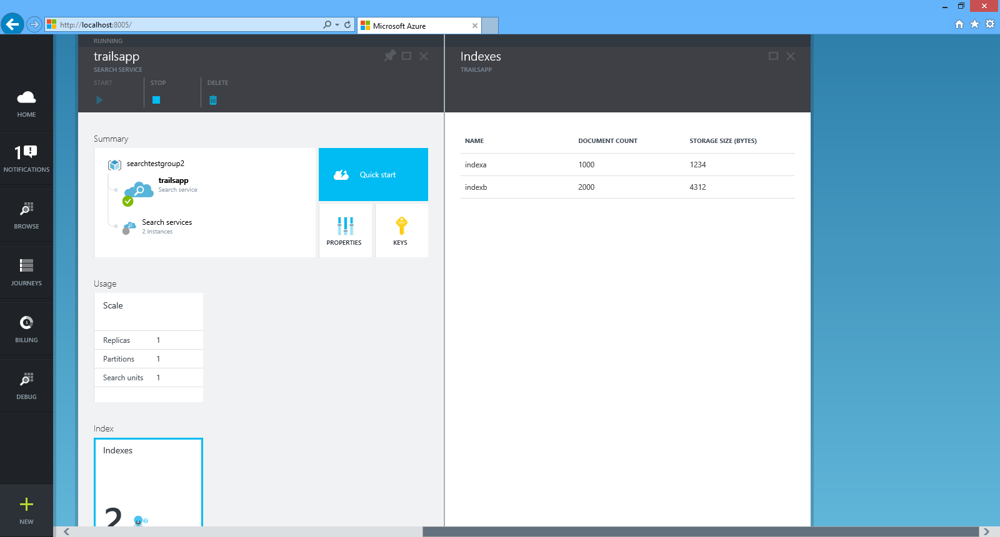 http://localhost:8005/
Microsoft Azure
HOME
1
NOTIFICATIONS
BROWSE
JOURNEYS
BILLING
DEBUG
NEW
RUNNING
trailsapp
SEARCH SERVICE
START
STOP
DELETE
Summary
searchtestgroup2
trailsapp
Search service
Search services
2 instances
Quick start
PROPERTIES
KEYS
Usage
Scale
Replicas 1
Partitions 1
Search units 1
Index
Indexes
2
Indexes
TRAILSAPP
NAME DOCUMENT COUNT STORAGE SIZE (BYTES)
indexa 1000 1234
indexb 2000 4312